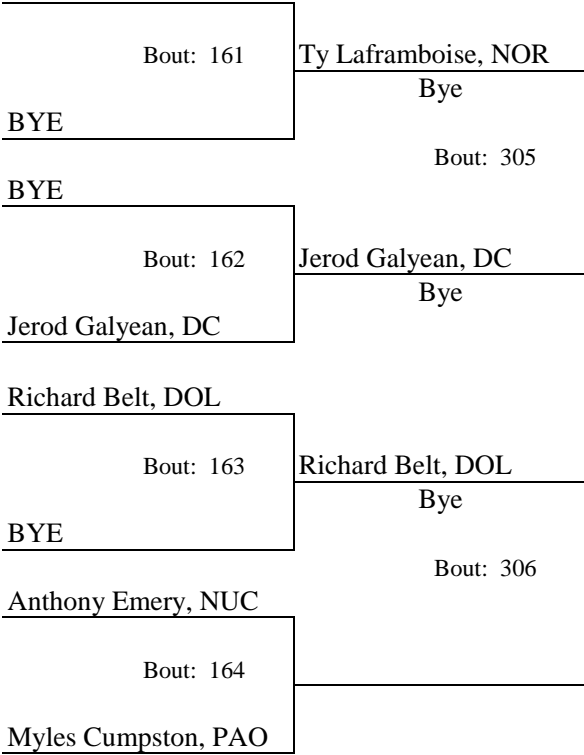 Bout: 161
Ty Laframboise, NOR
Bye
BYE
Bout: 305
BYE
Bout: 162
Jerod Galyean, DC
Bye
Jerod Galyean, DC
Richard Belt, DOL
Bout: 163
Richard Belt, DOL
Bye
BYE
Bout: 306
Anthony Emery, NUC
Bout: 164
Myles Cumpston, PAO